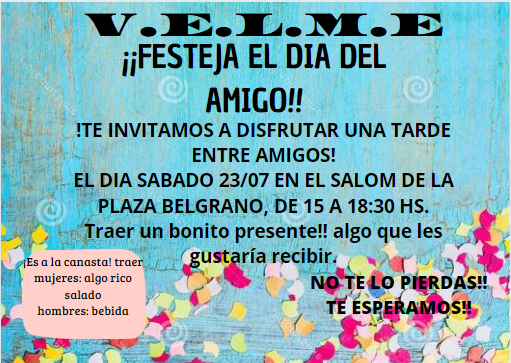 V.E.L.M.E
¡¡FESTEJA EL DIA DEL
AMIGO!!
!TE INVITAMOS A DISFRUTAR UNA TARDE
ENTRE AMIGOS!
EL DIA SABADO 23/07 EN EL SALOM DE LA
PLAZA BELGRANO, DE 15 A 18:30 HS.
Traer un bonito presente!! algo que les
gustaría recibir.
¡Es a la canasta! traer
mujeres: algo rico
salado
hombres: bebida
NO TE LO PIERDAS!!
TE ESPERAMOS!!